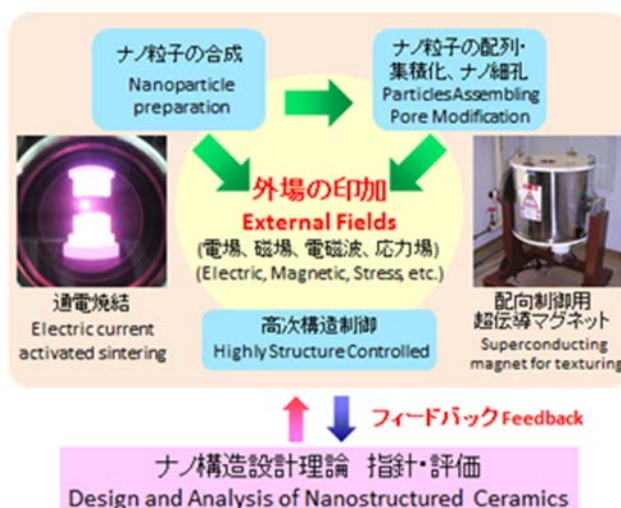 ナノ粒子の合成
Nanoparticle
preparation
ナノ粒子の配列・
集積化、ナノ細孔
Particles Assembling
Pore Modification
外場の印加
External Fields
(電場、磁場、電磁波、応力場)
(Electric, Magnetic, Stress, etc.)
通電焼結
Electric current
activated sintering
高次構造制御
Highly Structure Controlled
配向制御用
超伝導マグネット
Superconducting
magnet for texturing
フィードバック Feedback
ナノ構造設計理論 指針・評価
Design and Analysis of Nanostructured Ceramics